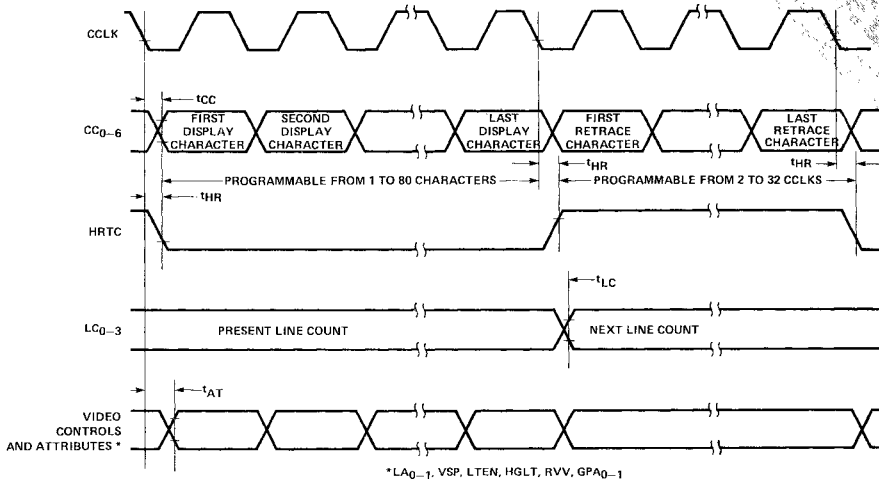 CCLK
tCC
CC0–6
FIRST DISPLAY CHARACTER
SECOND DISPLAY CHARACTER
LAST DISPLAY CHARACTER
FIRST RETRACE CHARACTER
LAST RETRACE CHARACTER
tHR
tHR
PROGRAMMABLE FROM 1 TO 80 CHARACTERS
PROGRAMMABLE FROM 2 TO 32 CCLKS
tHR
HRTC
tLC
LC0–3
PRESENT LINE COUNT
NEXT LINE COUNT
tAT
VIDEO
CONTROLS
AND ATTRIBUTES *
*LA0–1, VSP, LTEN, HGLT, RVV, GPA0–1